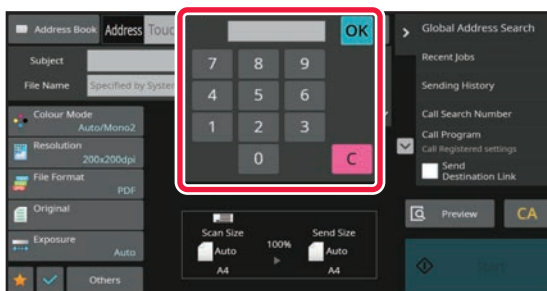 Address Book Address Touc
Subject
File Name Specified by System
Colour Mode
Auto/Mono2
Resolution
200x200dpi
File Format
PDF
Original
Exposure
Auto
Others
OK
7 8 9
4 5 6
1 2 3
0 C
Scan Size
Auto
A4
100%
Send Size
Auto
A4
Global Address Search
Recent Jobs
Sending History
Call Search Number
Call Program
Call Registered settings
Send
Destination Link
Preview
CA
Start